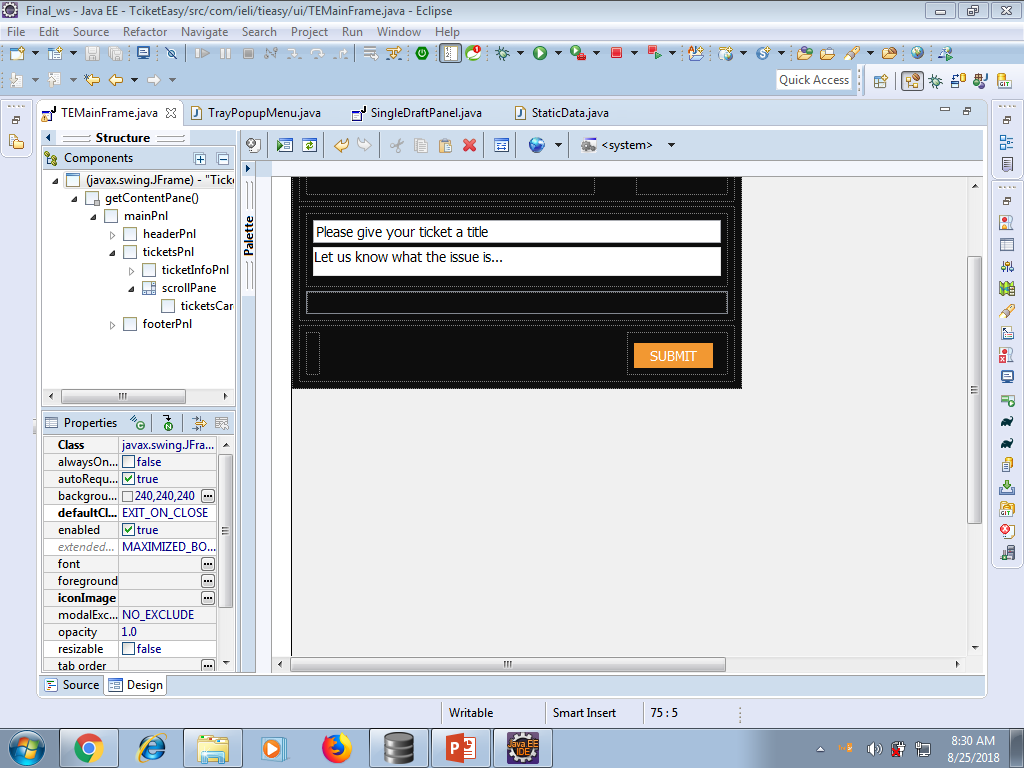 Final_ws - Java EE - TciketEasy/src/com/ieli/tieasy/ui/TEMainFrame.java - Eclipse
File Edit Source Refactor Navigate Search Project Run Window Help
Quick Access
TEMainFrame.java TrayPopupMenu.java SingleDraftPanel.java StaticData.java
Structure
<system>
Components
(javax.swing.JFrame) - "Ticke
getContentPane()
mainPnl
headerPnl
ticketsPnl
ticketInfoPnl
scrollPane
ticketsCar
footerPnl
Palette
Please give your ticket a title
Let us know what the issue is...
SUBMIT
Properties
Class javax.swing.JFra...
alwaysOn... false
autoRequ... true
backgrou... 240,240,240
defaultCl... EXIT_ON_CLOSE
enabled true
extended... MAXIMIZED_BO...
font
foreground
iconImage
modalExc... NO_EXCLUDE
opacity 1.0
resizable false
tab order
Source Design
Writable Smart Insert 75 : 5
Java EE
IDE
8:30 AM
8/25/2018